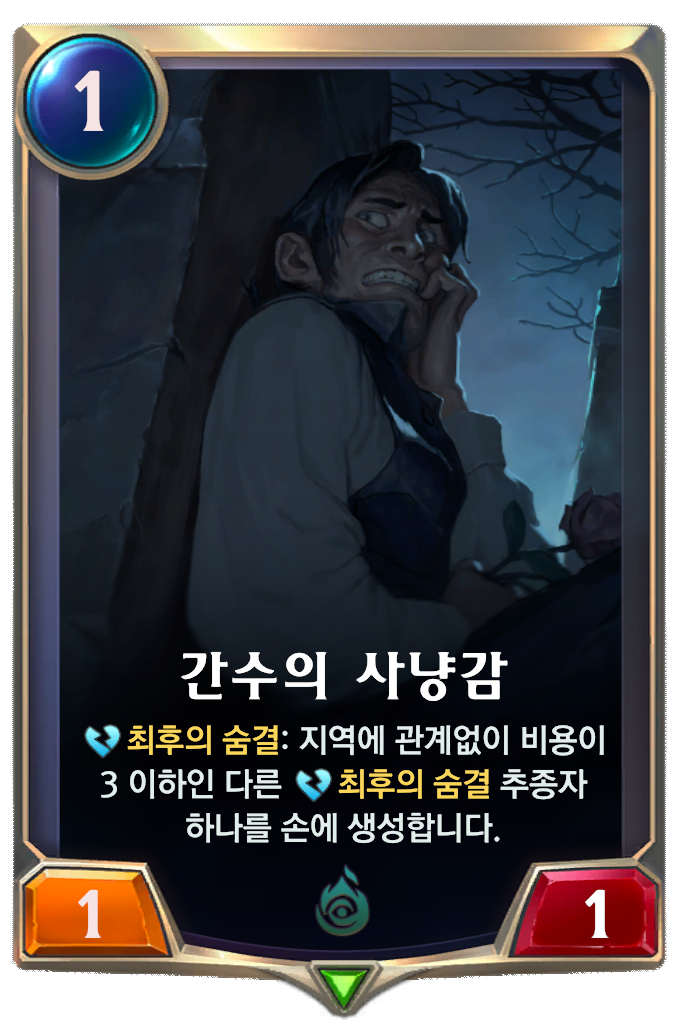 1
간수의 사냥감
최후의 숨결: 지역에 관계없이 비용이
3 이하인 다른 최후의 숨결 추종자
하나를 손에 생성합니다.
1
1